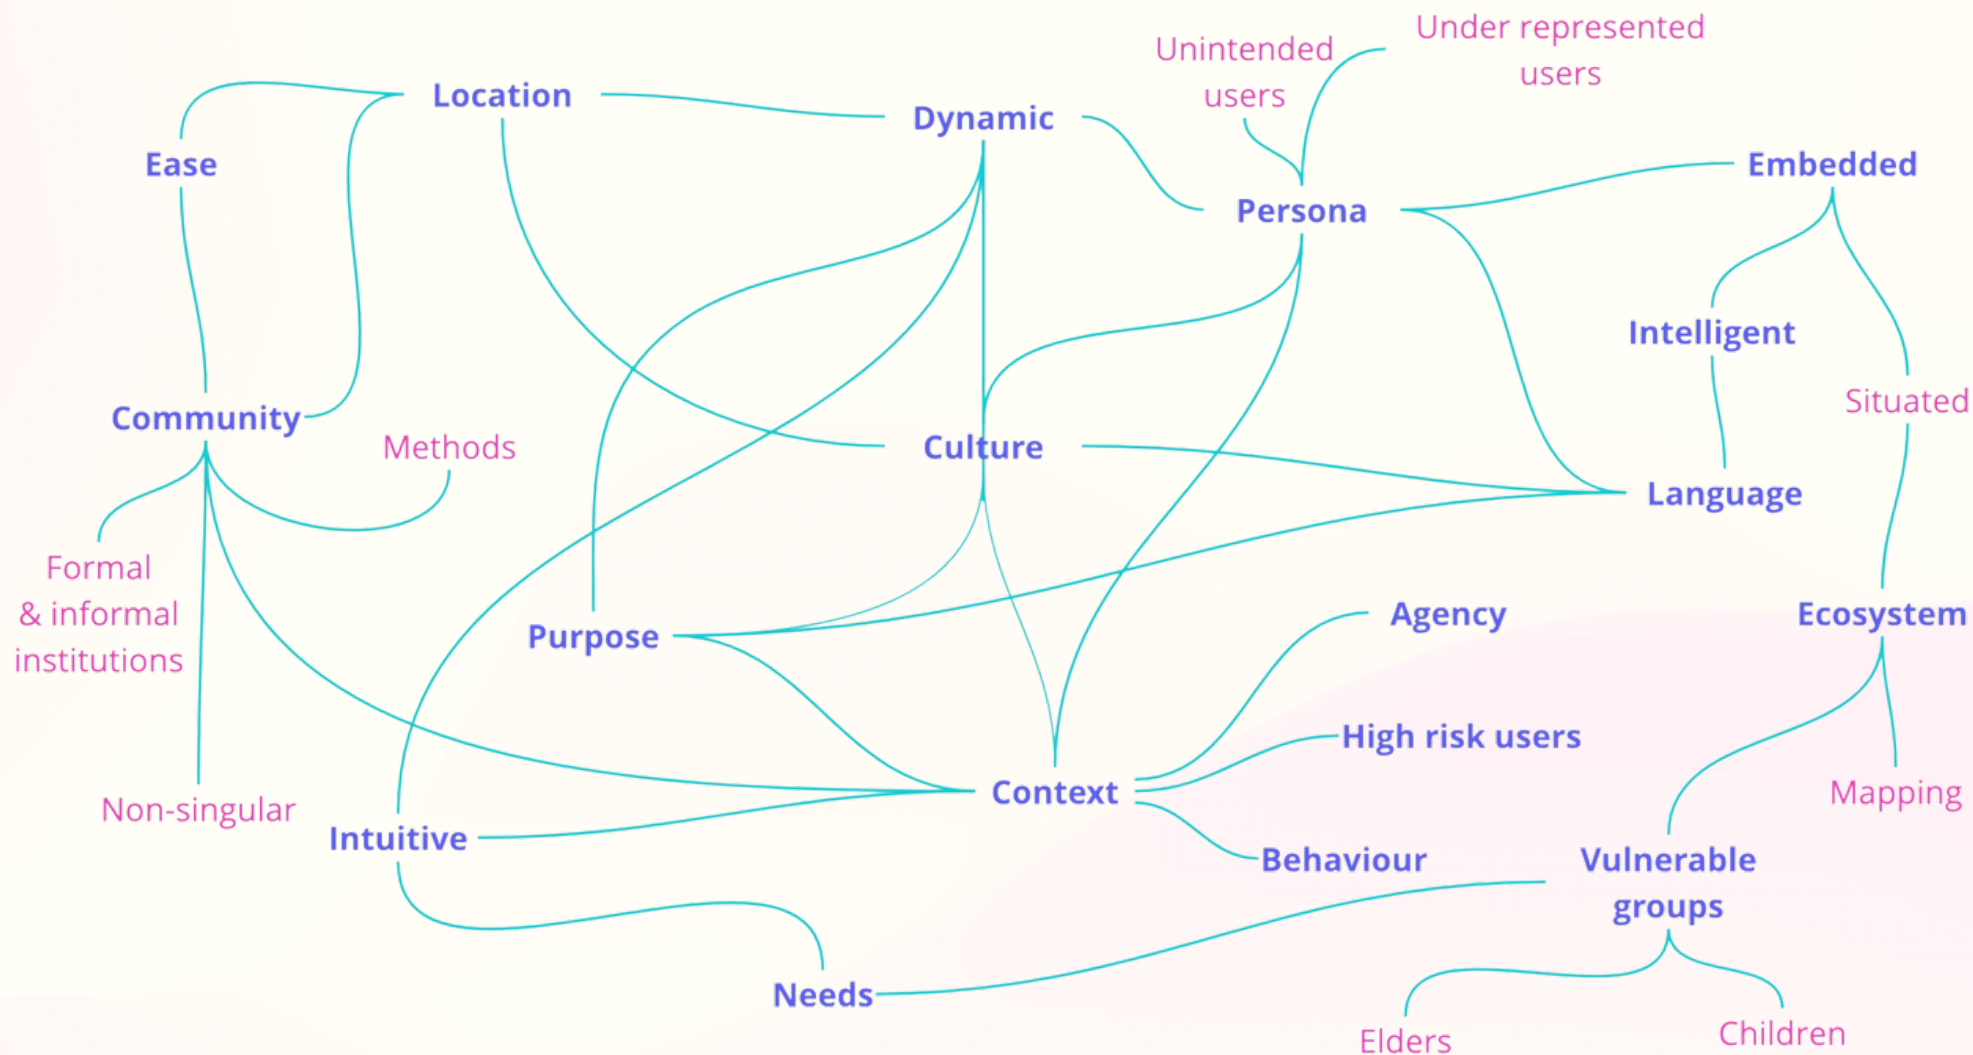 Under represented
users
Unintended
users
Location
Dynamic
Ease
Embedded
Persona
Intelligent
Situated
Community
Methods
Culture
Language
Formal
& informal
institutions
Purpose
Agency
Ecosystem
High risk users
Context
Mapping
Non-singular
Intuitive
Behaviour
Vulnerable
groups
Needs
Elders
Children